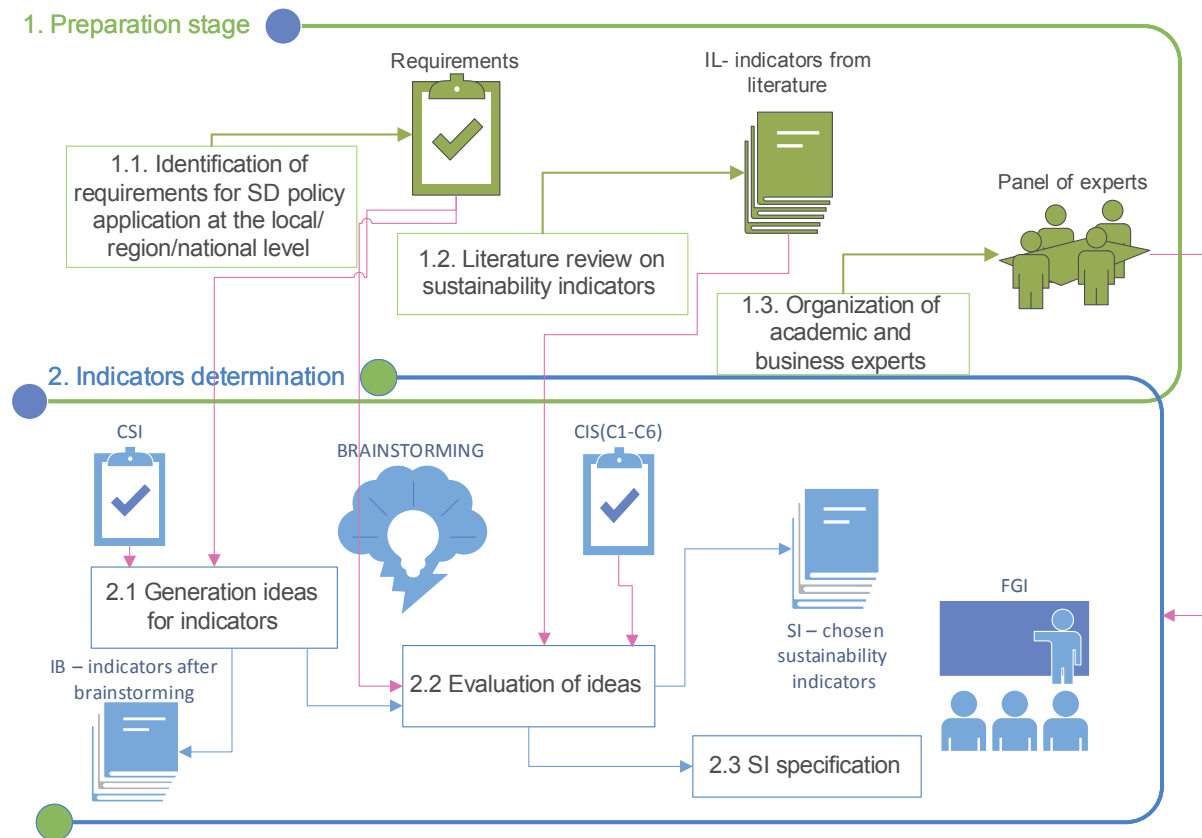 1. Preparation stage
Requirements
IL- indicators from
literature
1.1. Identification of
requirements for SD policy
application at the local/
region/national level
1.2. Literature review on
sustainability indicators
Panel of experts
1.3. Organization of
academic and
business experts
2. Indicators determination
CSI
BRAINSTORMING
CIS(C1-C6)
2.1 Generation ideas
for indicators
IB – indicators after
brainstorming
2.2 Evaluation of ideas
SI – chosen
sustainability
indicators
FGI
2.3 SI specification